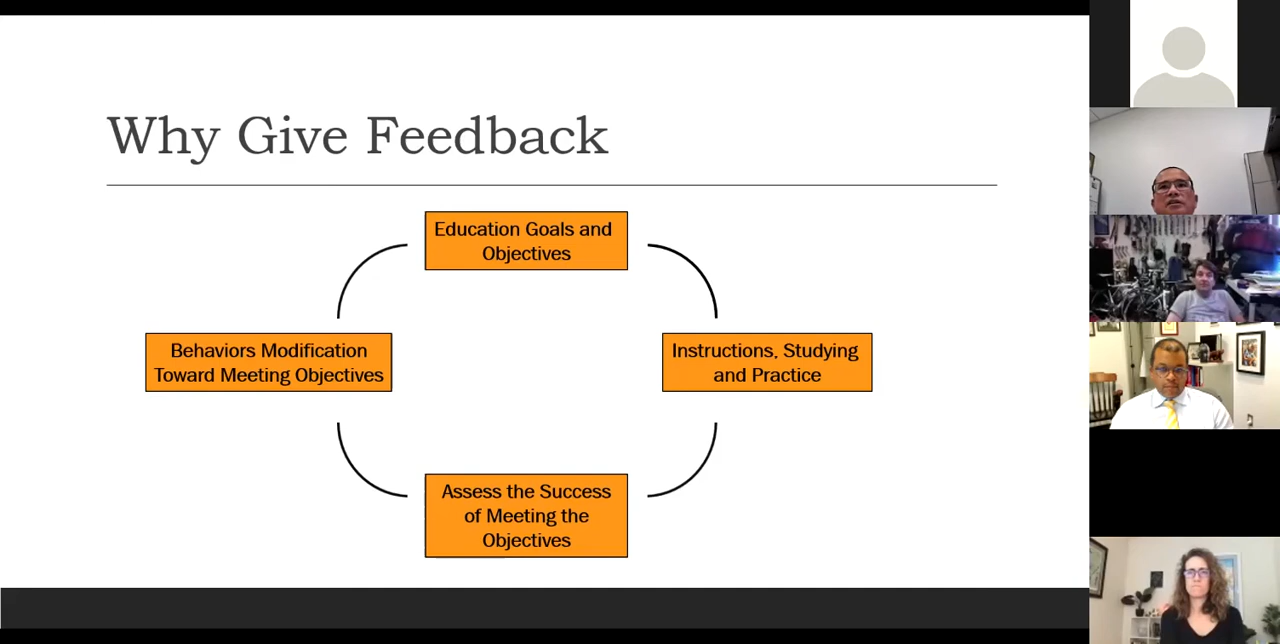 Why Give Feedback
Education Goals and
Objectives
Behaviors Modification
Toward Meeting Objectives
Instructions, Studying
and Practice
Assess the Success
of Meeting the
Objectives